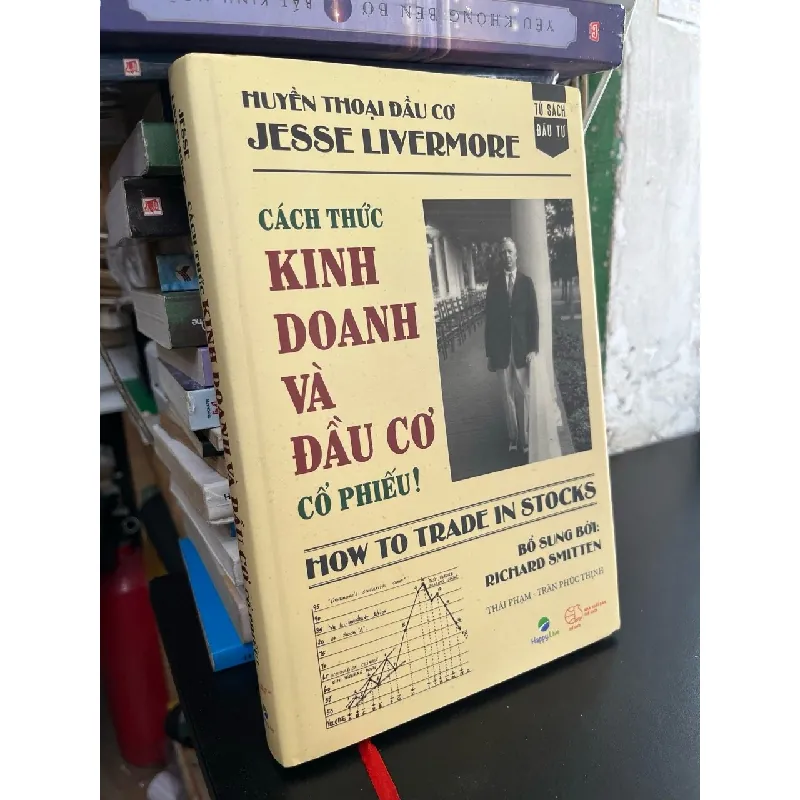 YÊU KHÔNG BẾN BỜ
HUYỀN THOẠI ĐẦU CƠ
JESSE LIVERMORE
TỦ SÁCH
ĐẦU TƯ
CÁCH THỨC
KINH
DOANH
VÀ
ĐẦU CƠ
CỔ PHIẾU!
HOW TO TRADE IN STOCKS
BỔ SUNG BỞI:
RICHARD SMITTEN
THÁI PHẠM - TRẦN PHÚC THỊNH
HappyLive
JESSE
KINH DOANH VÀ ĐẦU CƠ